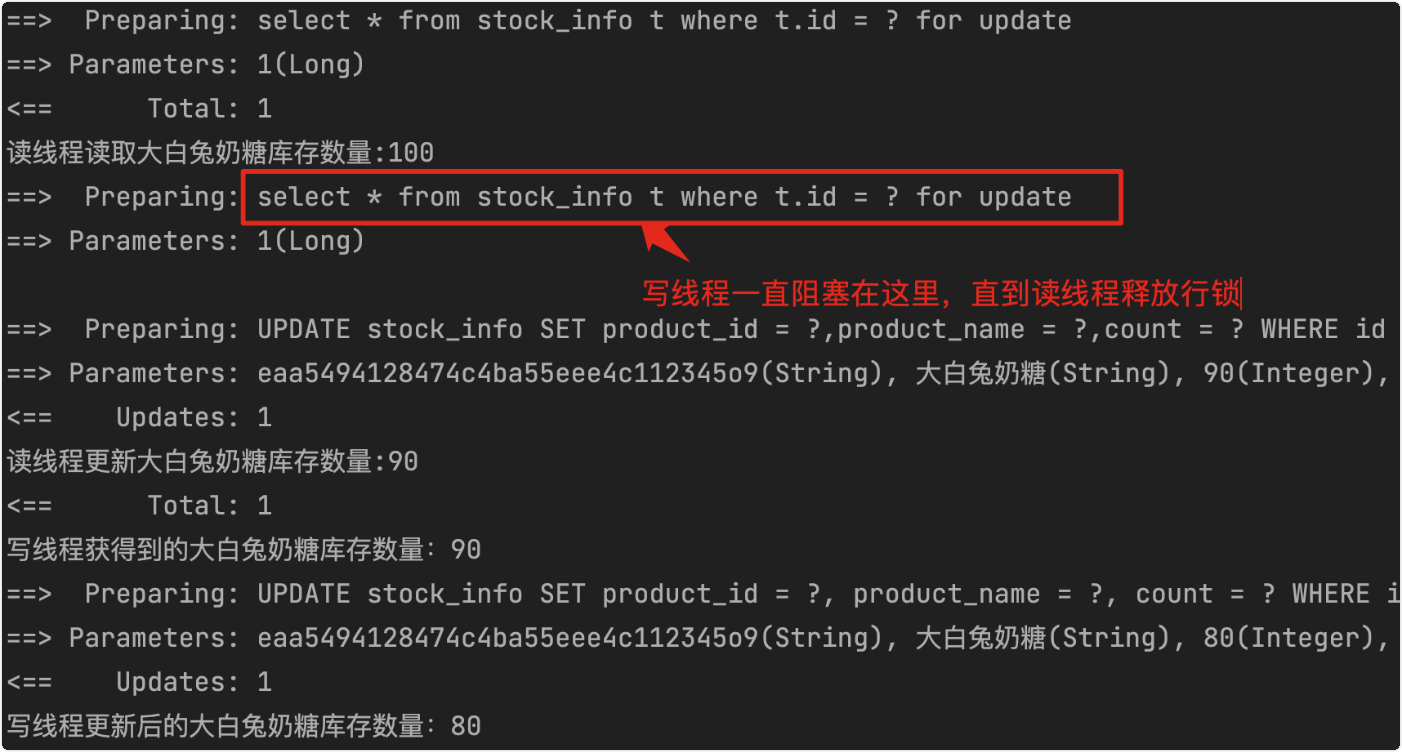 ==>  Preparing: select * from stock_info t where t.id = ? for update
==> Parameters: 1(Long)
<==      Total: 1
读线程读取大白兔奶糖库存数量:100
==>  Preparing: select * from stock_info t where t.id = ? for update
==> Parameters: 1(Long)
写线程一直阻塞在这里，直到读线程释放行锁
==>  Preparing: UPDATE stock_info SET product_id = ?,product_name = ?,count = ? WHERE id
==> Parameters: eaa5494128474c4ba55eee4c112345o9(String), 大白兔奶糖(String), 90(Integer),
<==    Updates: 1
读线程更新大白兔奶糖库存数量:90
<==      Total: 1
写线程获得到的大白兔奶糖库存数量：90
==>  Preparing: UPDATE stock_info SET product_id = ?, product_name = ?, count = ? WHERE i
==> Parameters: eaa5494128474c4ba55eee4c112345o9(String), 大白兔奶糖(String), 80(Integer),
<==    Updates: 1
写线程更新后的大白兔奶糖库存数量：80